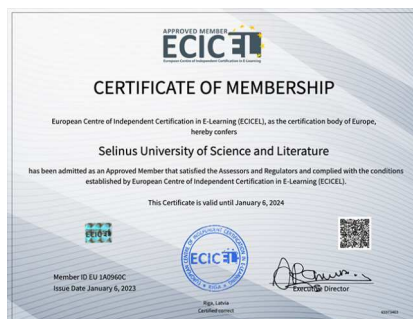 APPROVED MEMBER
ECICEL
European Centre of Independent Certification in E-Learning
CERTIFICATE OF MEMBERSHIP
European Centre of Independent Certification in E-Learning (ECICEL), as the certification body of Europe,
hereby confers
Selinus University of Science and Literature
has been admitted as an Approved Member that satisfied the Assessors and Regulators and complied with the conditions
established by European Centre of Independent Certification in E-Learning (ECICEL).
This Certificate is valid until January 6, 2024
ECICEL
ECICEL
Member ID EU 1A0960C
Issue Date January 6, 2023
Executive Director
Riga, Latvia
Certified correct